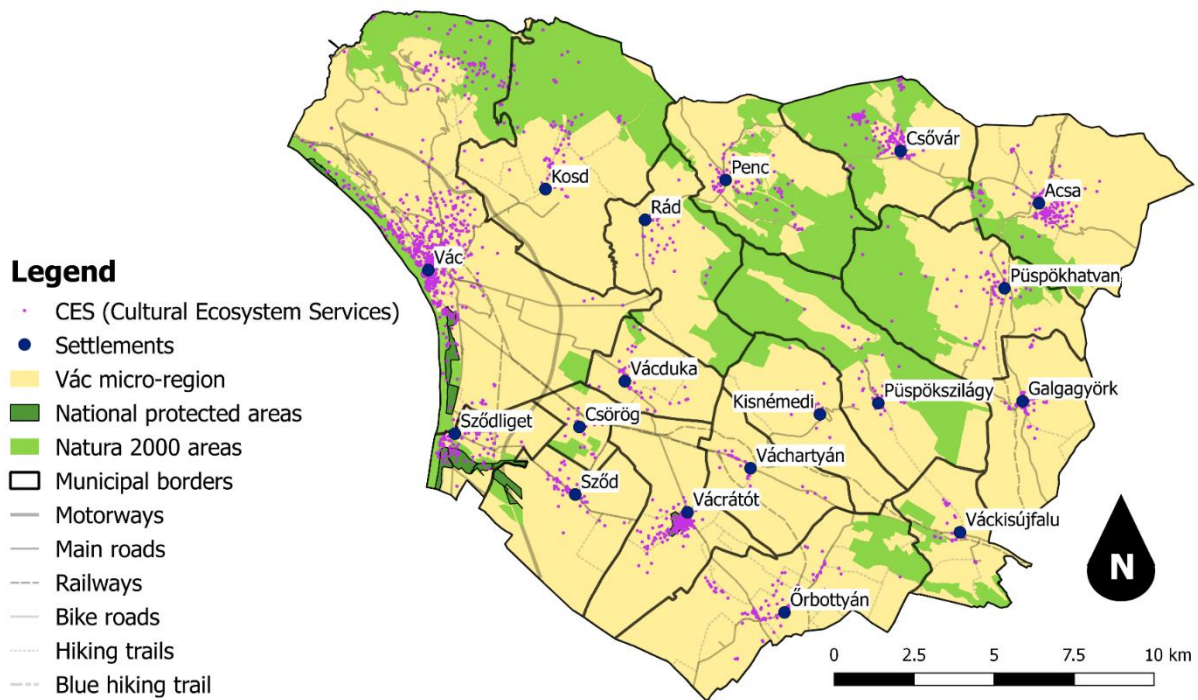 Csővár
Penc
Kosd
Acsa
Rád
Vác
Püspökhatvan
Legend
CES (Cultural Ecosystem Services)
Settlements
Vác micro-region
National protected areas
Natura 2000 areas
Municipal borders
Motorways
Main roads
Railways
Bike roads
Hiking trails
Blue hiking trail
Vácduka
Kisnémedi
Püspökszilágy
Galgagyörk
Csörög
Sződliget
Váchartyán
Sződ
Vácrátót
Váckisújfalu
Őrbottyán
N
0 2.5 5 7.5 10 km